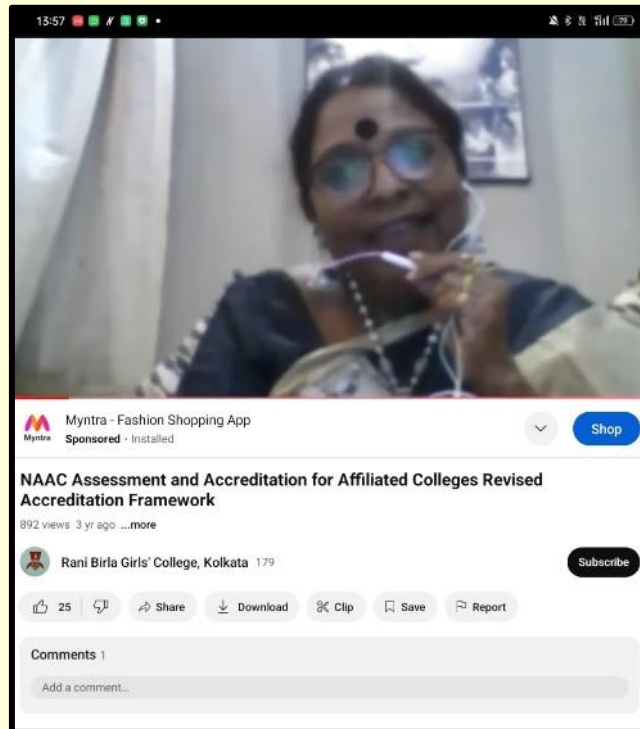 13:57
79
Myntra - Fashion Shopping App
Myntra
Sponsored · Installed
Shop
NAAC Assessment and Accreditation for Affiliated Colleges Revised
Accreditation Framework
892 views 3 yr ago ...more
Rani Birla Girls' College, Kolkata 179
Subscribe
25 Share Download Clip Save Report
Comments 1
Add a comment...